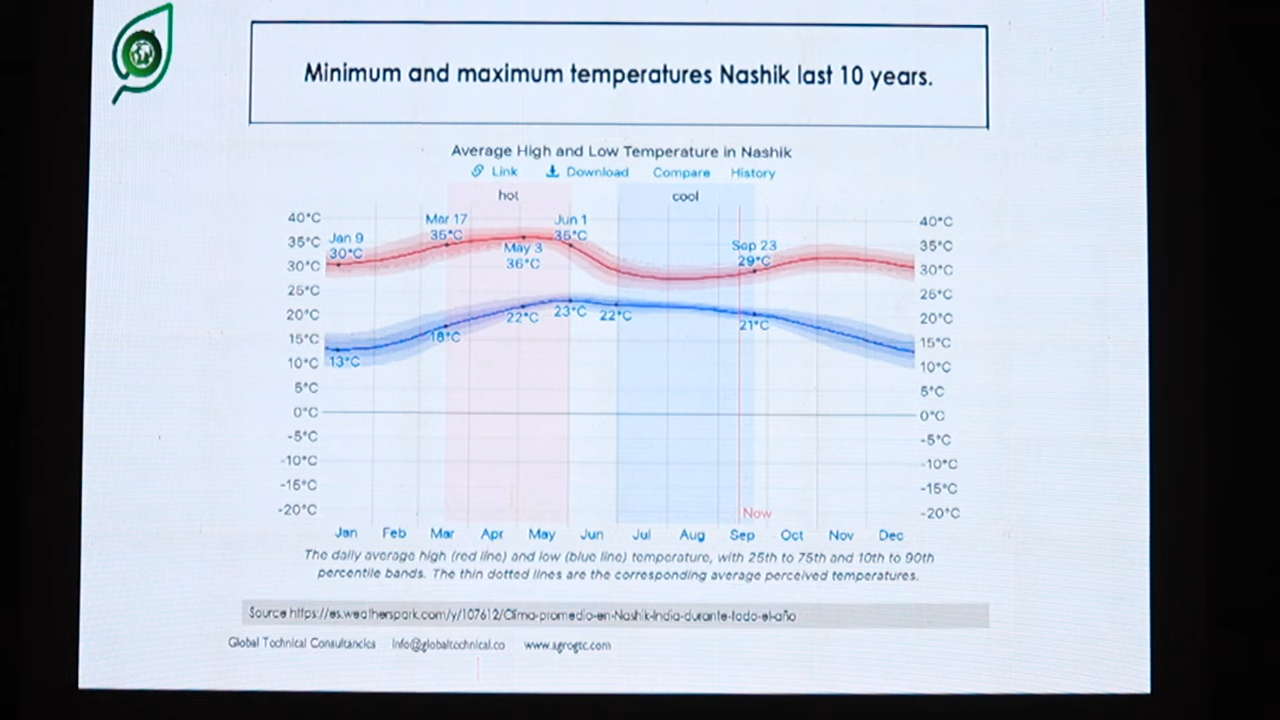 Minimum and maximum temperatures Nashik last 10 years.
Average High and Low Temperature in Nashik
Link Download Compare History
hot cool
40°C 40°C
35°C 35°C
30°C 30°C
25°C 25°C
20°C 20°C
15°C 15°C
10°C 10°C
5°C 5°C
0°C 0°C
-5°C -5°C
-10°C -10°C
-15°C -15°C
-20°C -20°C
Jan 9
30°C
Mar 17
35°C
May 3
36°C
Jun 1
35°C
Sep 23
29°C
13°C
18°C
22°C
23°C
22°C
21°C
Now
Jan Feb Mar Apr May Jun Jul Aug Sep Oct Nov Dec
The daily average high (red line) and low (blue line) temperature, with 25th to 75th and 10th to 90th
percentile bands. The thin dotted lines are the corresponding average perceived temperatures.
Source https://es.weatherspark.com/y/107612/Clima-promedio-en-Nashik-India-durante-todo-el-año
Global Technical Consultancies info@globaltechnical.co www.agrogtc.com